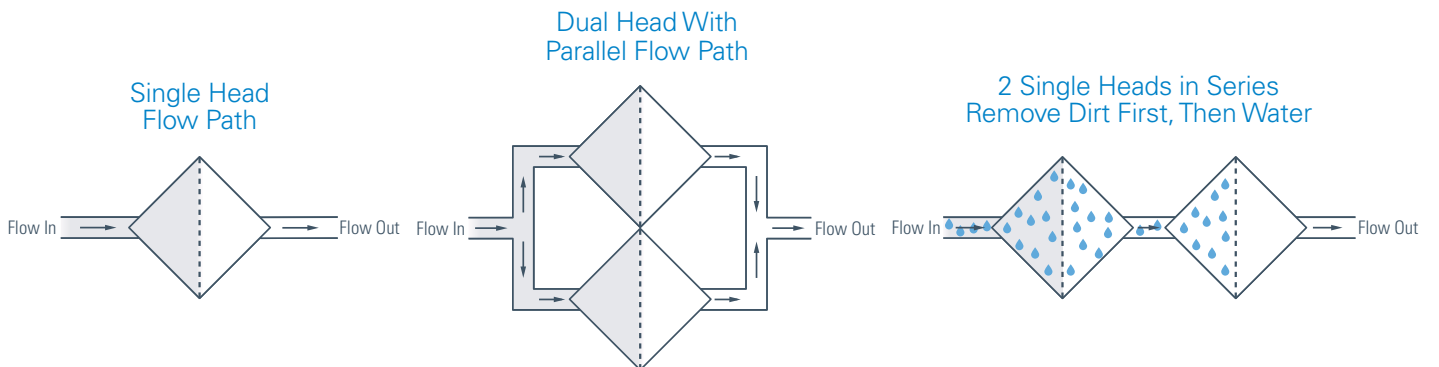 Single Head
Flow Path
Flow In
Flow Out
Dual Head With
Parallel Flow Path
Flow In
Flow Out
2 Single Heads in Series
Remove Dirt First, Then Water
Flow In
Flow Out